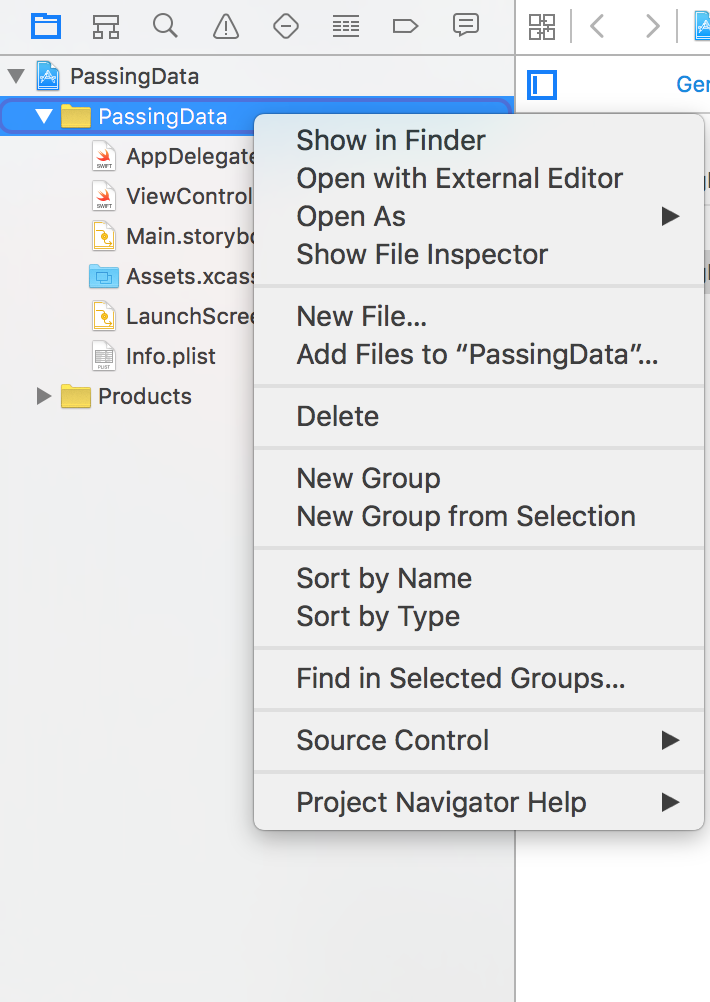 PassingData
Ger
PassingData
AppDelegate
ViewControl
Main.storybo
Assets.xcass
LaunchScree
Info.plist
Products
Show in Finder
Open with External Editor
Open As
Show File Inspector
New File...
Add Files to “PassingData”...
Delete
New Group
New Group from Selection
Sort by Name
Sort by Type
Find in Selected Groups...
Source Control
Project Navigator Help